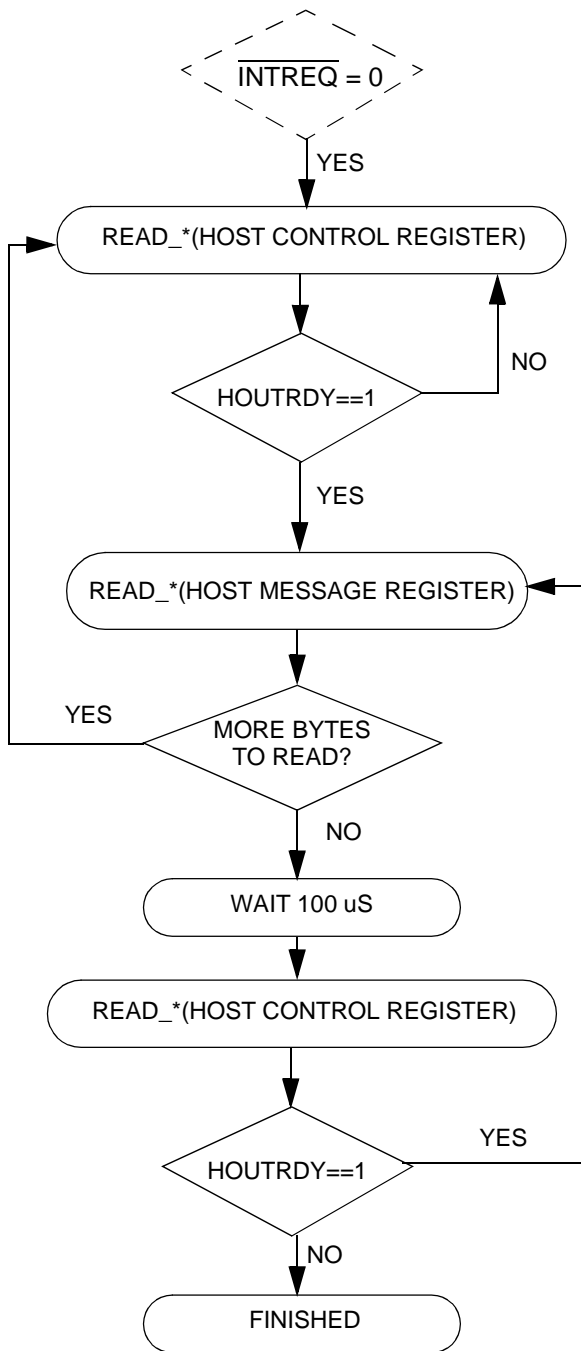 INTREQ = 0
YES
READ_*(HOST CONTROL REGISTER)
NO
HOUTRDY==1
YES
READ_*(HOST MESSAGE REGISTER)
YES
MORE BYTES
TO READ?
NO
WAIT 100 uS
READ_*(HOST CONTROL REGISTER)
YES
HOUTRDY==1
NO
FINISHED